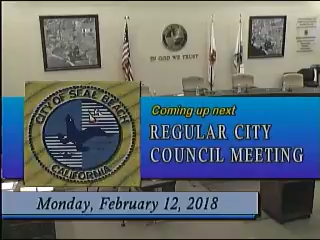 IN GOD WE TRUST
CITY OF SEAL BEACH
CALIFORNIA
Coming up next
REGULAR CITY
COUNCIL MEETING
Monday, February 12, 2018